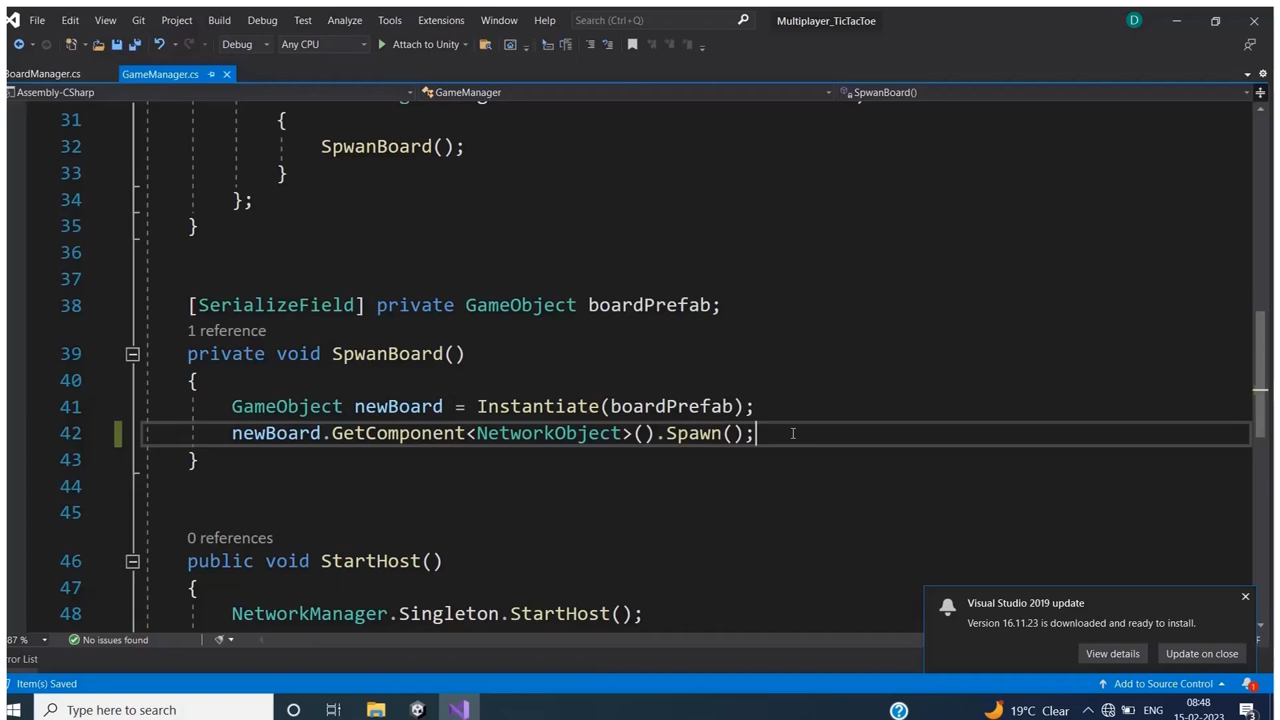 File Edit View Git Project Build Debug Test Analyze Tools Extensions Window Help Search (Ctrl+Q) Multiplayer_TicTacToe D
Debug Any CPU Attach to Unity
BoardManager.cs GameManager.cs
Assembly-CSharp GameManager SpwanBoard()
31 {
32 SpwanBoard();
33 }
34 };
35 }
36
37
38 [SerializeField] private GameObject boardPrefab;
1 reference
39 private void SpwanBoard()
40 {
41 GameObject newBoard = Instantiate(boardPrefab);
42 newBoard.GetComponent<NetworkObject>().Spawn();
43 }
44
45
0 references
46 public void StartHost()
47 {
48 NetworkManager.Singleton.StartHost();
Visual Studio 2019 update
Version 16.11.23 is downloaded and ready to install.
View details Update on close
87 % No issues found
rror List
Item(s) Saved Add to Source Control 1
Type here to search 19°C Clear ENG 08:48
15-02-2023 3